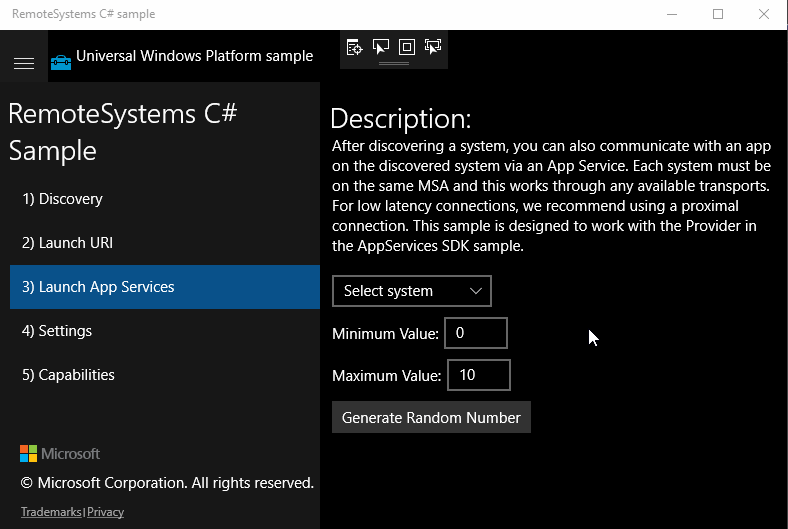 RemoteSystems C# sample
Universal Windows Platform sample
RemoteSystems C#
Sample
1) Discovery
2) Launch URI
3) Launch App Services
4) Settings
5) Capabilities
Microsoft
© Microsoft Corporation. All rights reserved.
Trademarks | Privacy
Description:
After discovering a system, you can also communicate with an app
on the discovered system via an App Service. Each system must be
on the same MSA and this works through any available transports.
For low latency connections, we recommend using a proximal
connection. This sample is designed to work with the Provider in
the AppServices SDK sample.
Select system
Minimum Value: 0
Maximum Value: 10
Generate Random Number